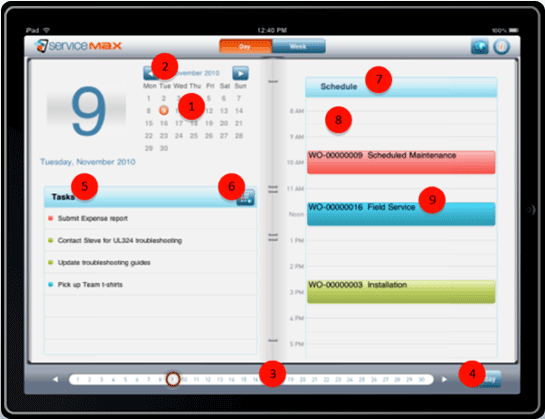 iPad 12:40 PM 100%
serviceMAX Day Week
2 November 2010
Mon Tue Wed Thu Fri Sat Sun
1 2 3 4 5 6 7
8 9 1 12 13 14
15 16 17 18 19 20 21
22 23 24 25 26 27 28
29 30
9
Tuesday, November 2010
5
Tasks
6
Submit Expense report
Contact Steve for UL324 troubleshooting
Update troubleshooting guides
Pick up Team t-shirts
Schedule 7
8 AM
8
9 AM
10 AM WO-00000009 Scheduled Maintenance
11 AM
9
Noon WO-00000016 Field Service
1 PM
2 PM
3 PM WO-00000003 Installation
4 PM
5 PM
1 2 3 4 5 6 7 8 9 10 11 12 13 14 15 16 3 19 20 21 22 23 24 25 26 27 28 29 30
4